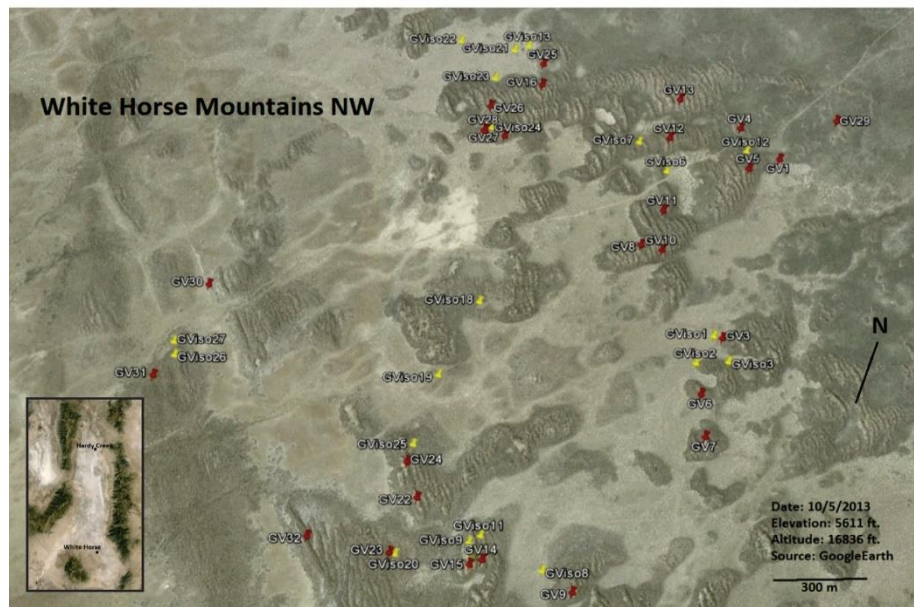 GViso22
GViso21
GViso13
GV25
GViso23
GV16
White Horse Mountains NW
GV26
GV13
GV28
GViso24
GV27
GV4
GV29
GViso7
GV12
GViso12
GViso6
GV5
GV1
GV11
GV8
GV10
GV30
GViso18
N
GViso1
GV3
GViso27
GViso26
GViso2
GViso3
GV31
GViso19
GV6
GV7
GViso25
GV24
GV22
Hardy Creek
White Horse
Date: 10/5/2013
Elevation: 5611 ft.
Altitude: 16836 ft.
Source: GoogleEarth
300 m
GV32
GViso11
GViso9
GV23
GViso20
GV14
GV15
GViso8
GV9